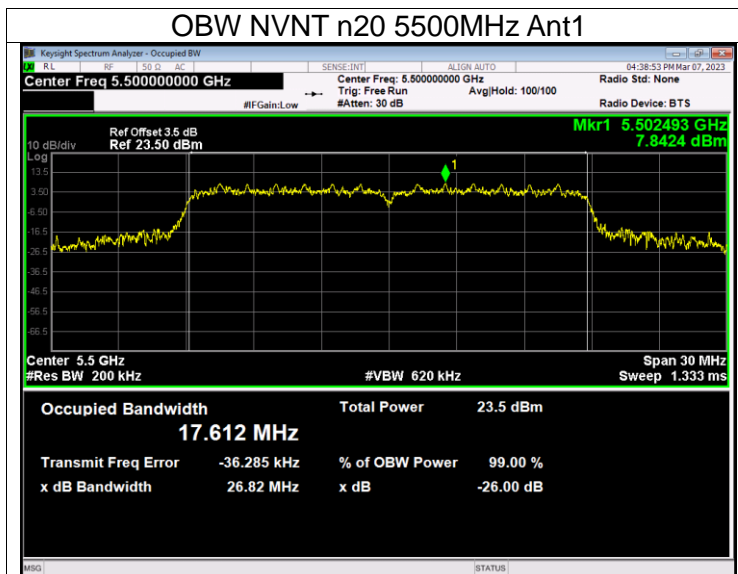 OBW NVNT n20 5500MHz Ant1
Keysight Spectrum Analyzer - Occupied BW
LXI RL RF 50 Ω AC SENSE:INT ALIGN AUTO 04:38:53 PM Mar 07, 2023
Center Freq 5.500000000 GHz Center Freq: 5.500000000 GHz Radio Std: None
Trig: Free Run Avg|Hold: 100/100
#IFGain:Low #Atten: 30 dB Radio Device: BTS
Mkr1 5.502493 GHz
Ref Offset 3.5 dB
10 dB/div Ref 23.50 dBm 7.8424 dBm
Log
13.5
1
3.50
-6.50
-16.5
-26.5
-36.5
-46.5
-56.5
-66.5
Center 5.5 GHz Span 30 MHz
#Res BW 200 kHz #VBW 620 kHz Sweep 1.333 ms
Occupied Bandwidth Total Power 23.5 dBm
17.612 MHz
Transmit Freq Error -36.285 kHz % of OBW Power 99.00 %
x dB Bandwidth 26.82 MHz x dB -26.00 dB
MSG STATUS